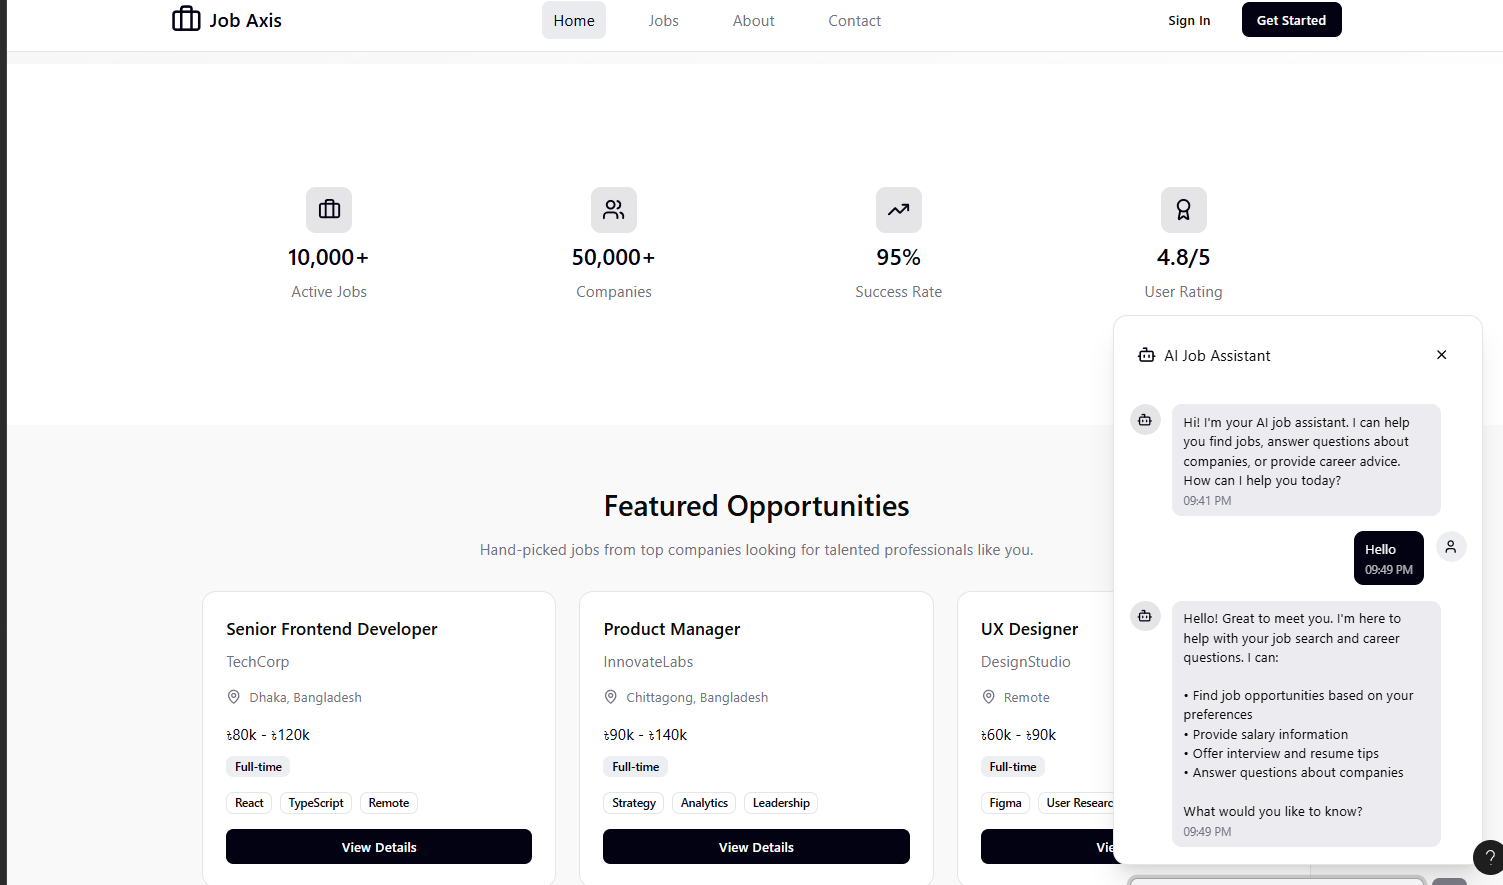 Job Axis
Home Jobs About Contact
Sign In
Get Started
10,000+
Active Jobs
50,000+
Companies
95%
Success Rate
4.8/5
User Rating
Featured Opportunities
Hand-picked jobs from top companies looking for talented professionals like you.
Senior Frontend Developer
TechCorp
Dhaka, Bangladesh
৳80k - ৳120k
Full-time
React TypeScript Remote
View Details
Product Manager
InnovateLabs
Chittagong, Bangladesh
৳90k - ৳140k
Full-time
Strategy Analytics Leadership
View Details
UX Designer
DesignStudio
Remote
৳60k - ৳90k
Full-time
Figma User Researc
Vie
AI Job Assistant
Hi! I'm your AI job assistant. I can help
you find jobs, answer questions about
companies, or provide career advice.
How can I help you today?
09:41 PM
Hello
09:49 PM
Hello! Great to meet you. I'm here to
help with your job search and career
questions. I can:
• Find job opportunities based on your
preferences
• Provide salary information
• Offer interview and resume tips
• Answer questions about companies
What would you like to know?
09:49 PM
?